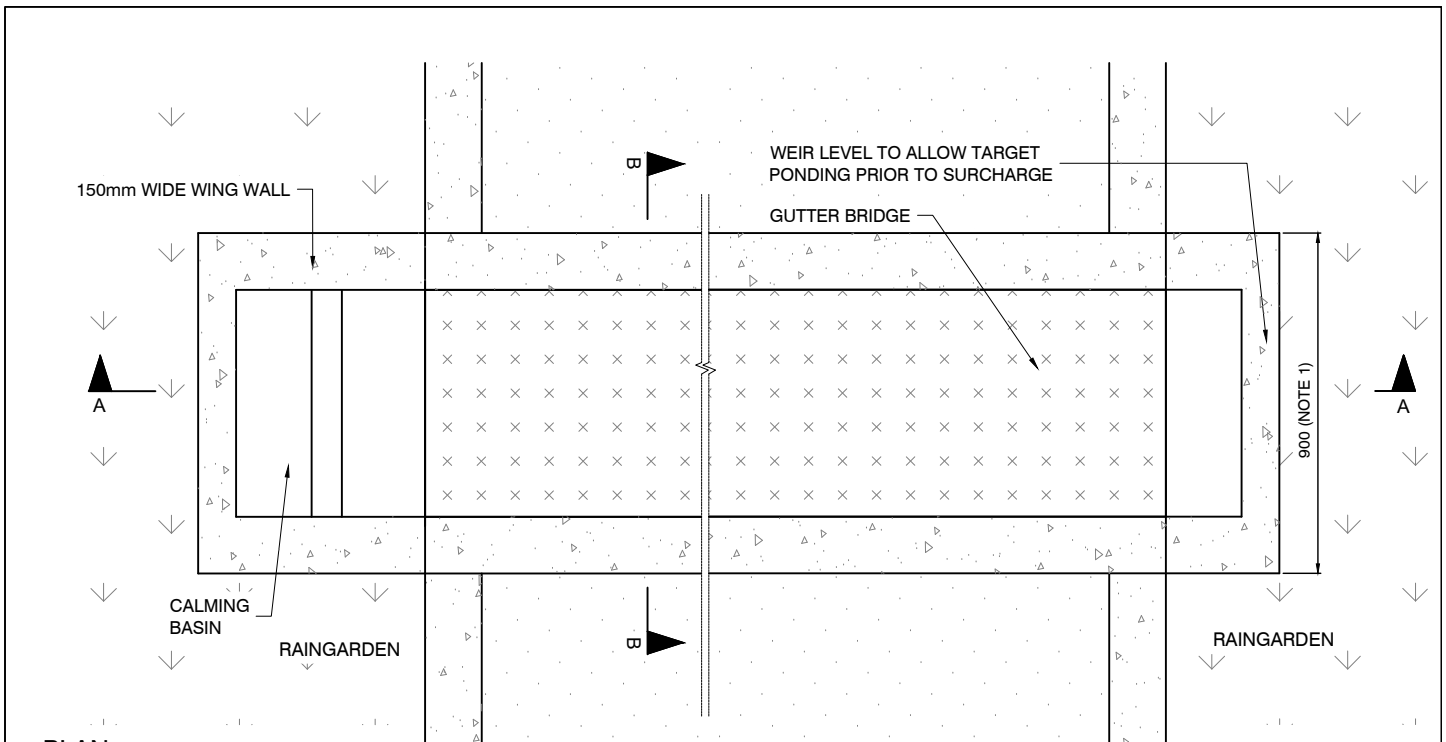 WEIR LEVEL TO ALLOW TARGET
PONDING PRIOR TO SURCHARGE
B
150mm WIDE WING WALL
GUTTER BRIDGE
A
A
900 (NOTE 1)
CALMING
BASIN
B
RAINGARDEN
RAINGARDEN
PLAN